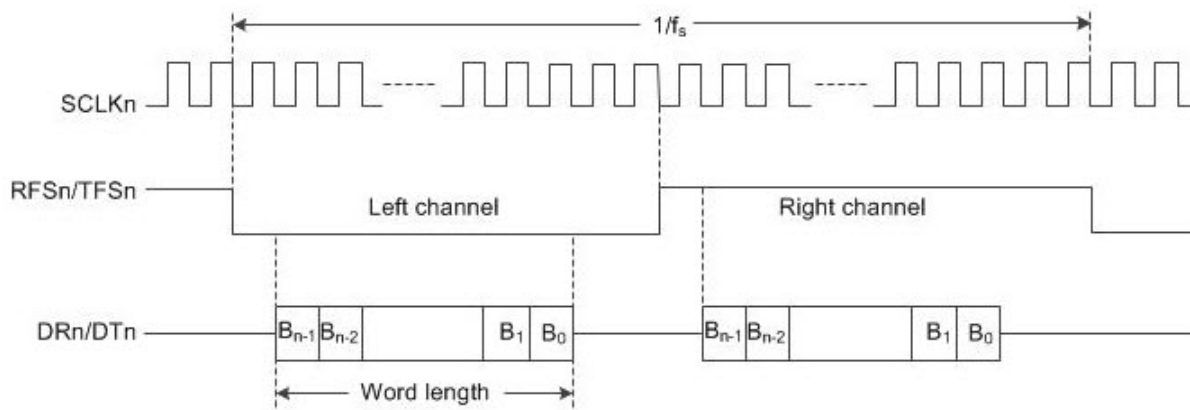 1/fs
SCLKn
RFSn/TFSn
Left channel
Right channel
DRn/DTn
Bn-1 Bn-2 B1 B0
Bn-1 Bn-2 B1 B0
Word length